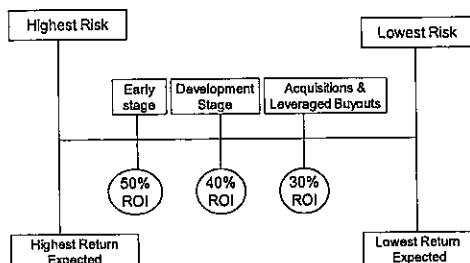 Highest Risk
Lowest Risk
Early
stage
Development
Stage
Acquisitions &
Leveraged Buyouts
50%
ROI
40%
ROI
30%
ROI
Highest Return
Expected
Lowest Return
Expected